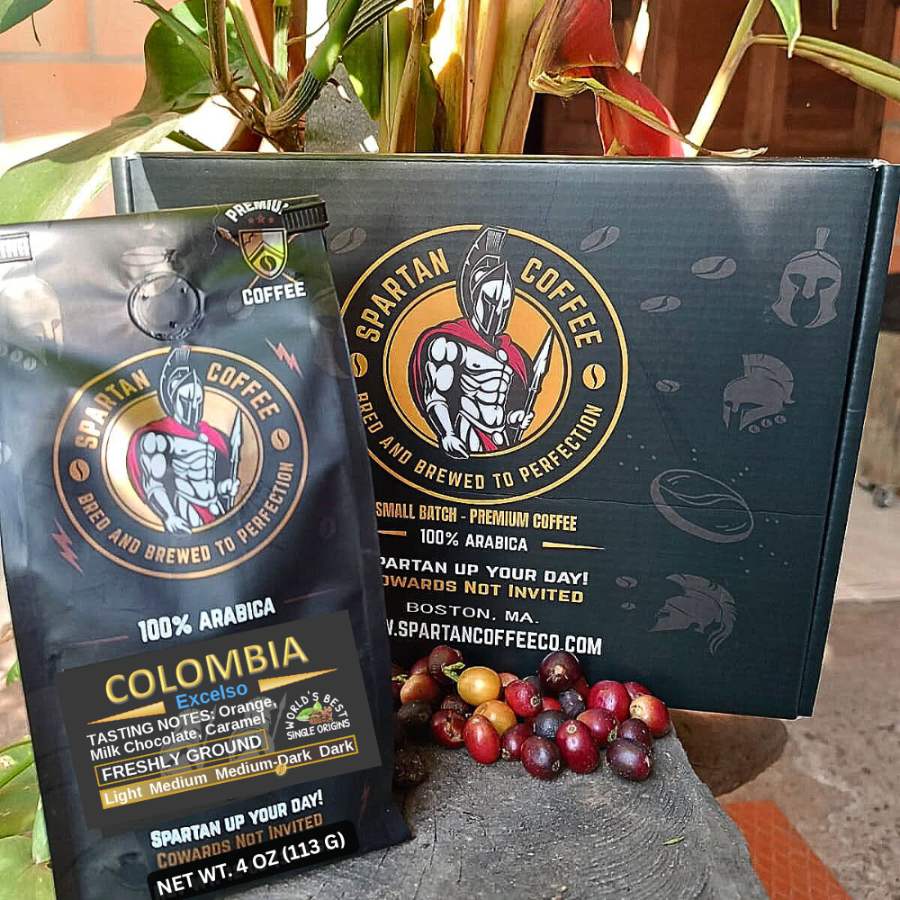 PREMIU
COFFEE
SPARTAN COFFEE
BRED AND BREWED TO PERFECTION
100% ARABICA
COLOMBIA
Excelso
TASTING NOTES: Orange,
Milk Chocolate, Caramel
WORLD'S BEST
SINGLE ORIGINS
FRESHLY GROUND
Light Medium Medium-Dark Dark
SPARTAN UP YOUR DAY!
COWARDS NOT INVITED
NET WT. 4 OZ (113 G)
SPARTAN COFFEE
BRED AND BREWED TO PERFECTION
SMALL BATCH - PREMIUM COFFEE
100% ARABICA
PARTAN UP YOUR DAY!
OWARDS NOT INVITED
BOSTON, MA.
.SPARTANCOFFEECO.COM